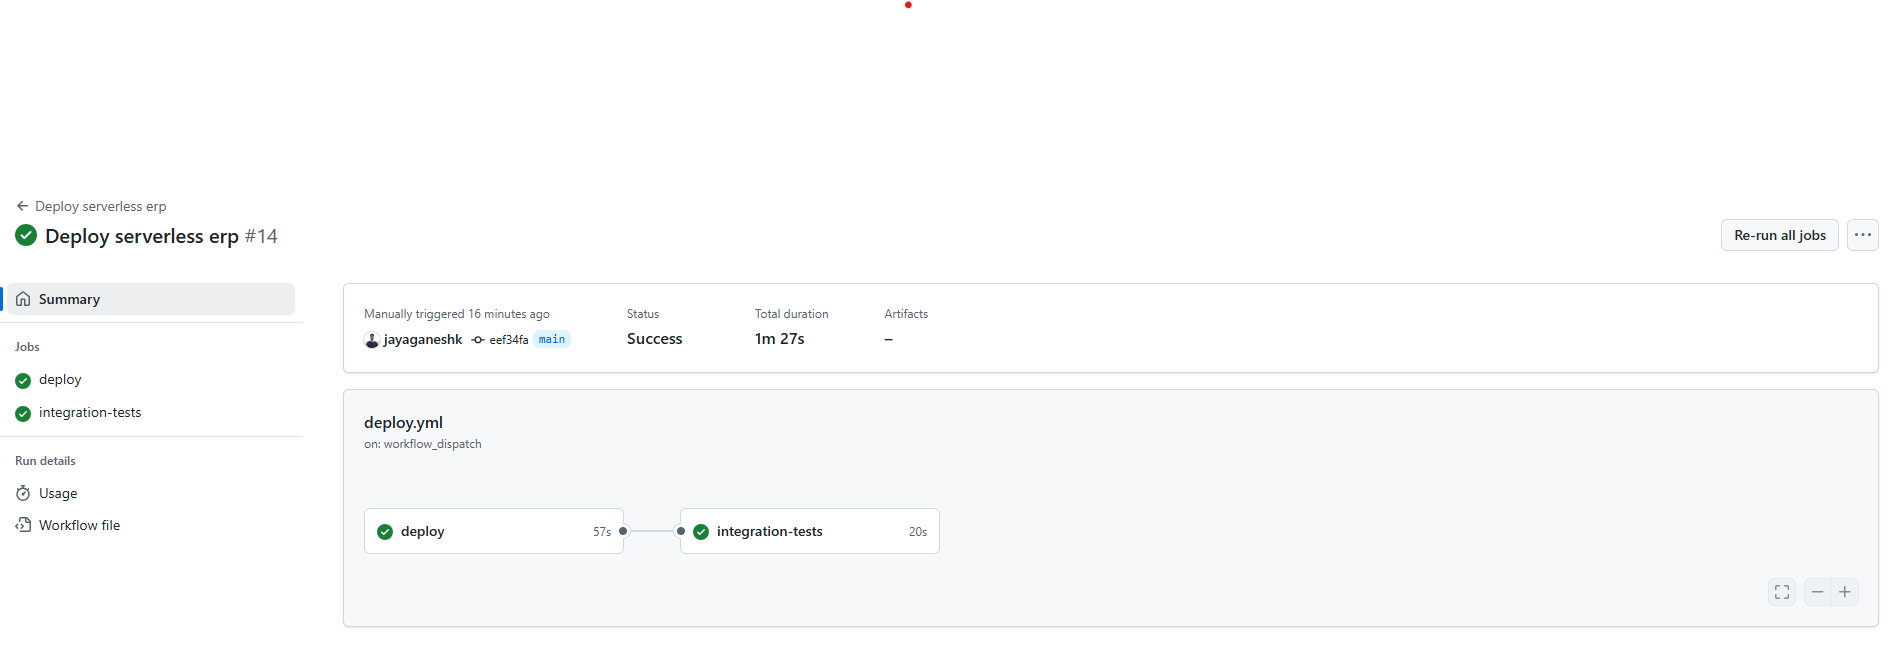 Deploy serverless erp
Deploy serverless erp #14
Re-run all jobs
Summary
Jobs
deploy
integration-tests
Run details
Usage
Workflow file
Manually triggered 16 minutes ago
jayaganeshk eef34fa main
Status
Success
Total duration
1m 27s
Artifacts
–
deploy.yml
on: workflow_dispatch
deploy 57s
integration-tests 20s